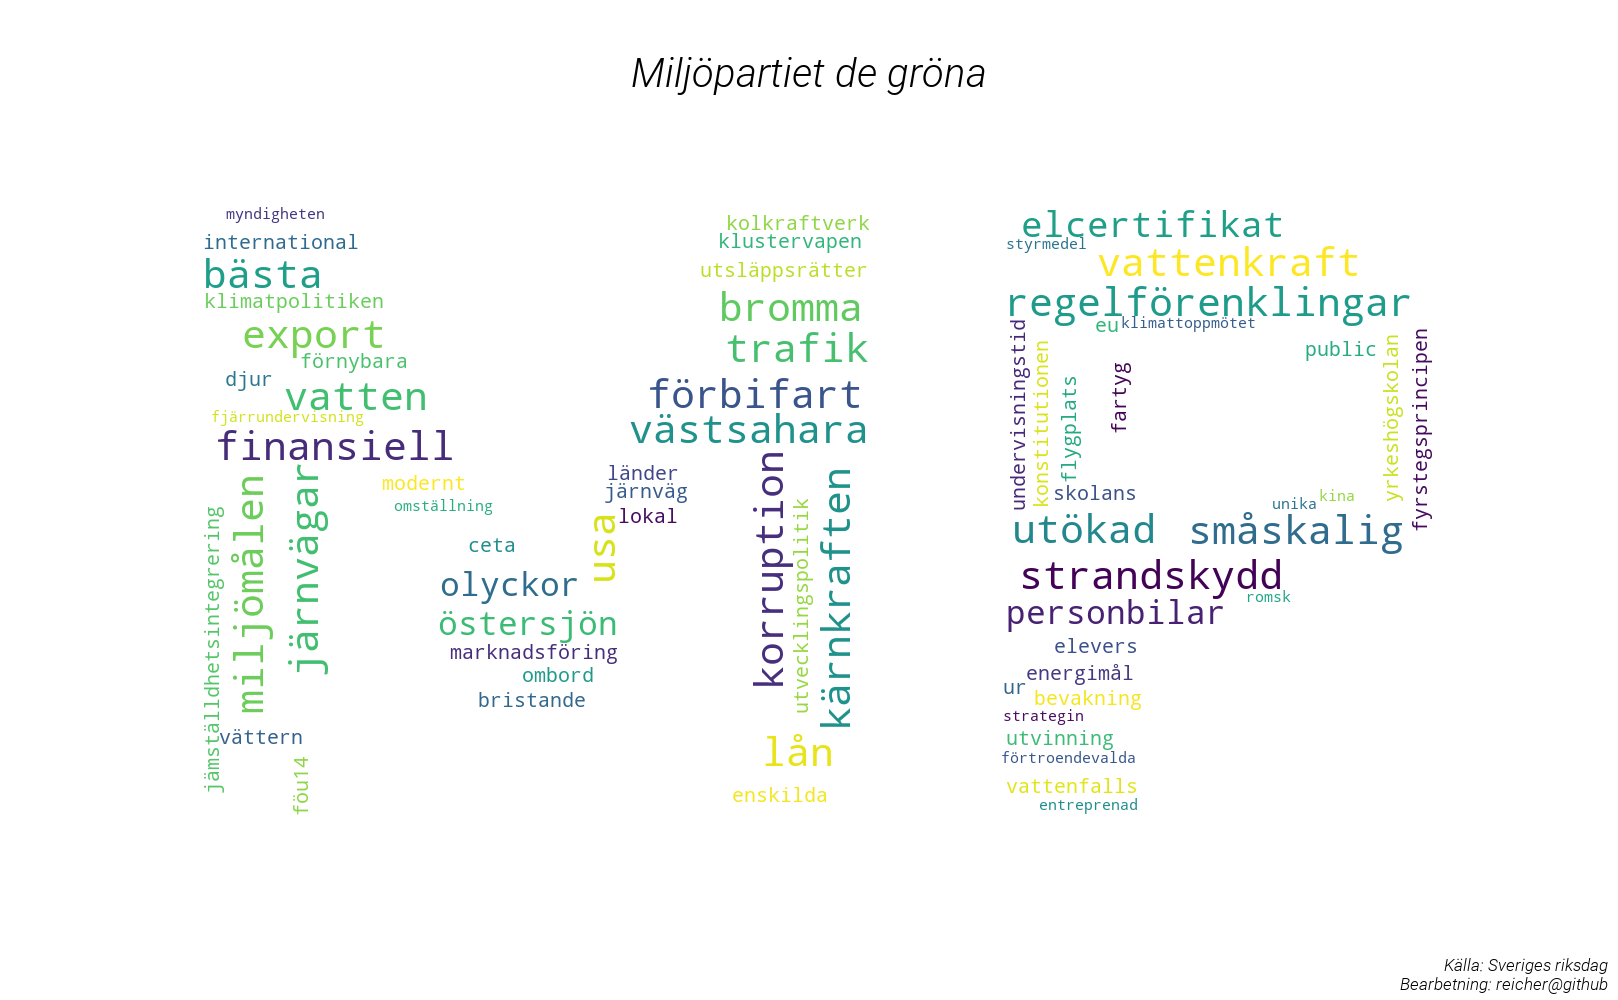 Miljöpartiet de gröna
myndigheten
international
bästa
klimatpolitiken
export
förnybara
djur
vatten
fjärrundervisning
finansiell
järnvägar
miljömålen
jämställdhetsintegrering
modernt
omställning
ceta
olyckor
östersjön
marknadsföring
ombord
bristande
vättern
föu14
kolkraftverk
klustervapen
utsläppsrätter
bromma
trafik
förbifart
västsahara
länder
järnväg
lokal
usa
korruption
utvecklingspolitik
kärnkraften
lån
enskilda
elcertifikat
styrmedel
vattenkraft
regelförenklingar
eu
klimattoppmötet
public
undervisningstid
konstitutionen
flygplats
fartyg
yrkeshögskolan
fyrstegsprincipen
skolans
unika
kina
utökad
småskalig
strandskydd
romsk
personbilar
elevers
energimål
ur
bevakning
strategin
utvinning
förtroendevalda
vattenfalls
entreprenad
Källa: Sveriges riksdag
Bearbetning: reicher@github